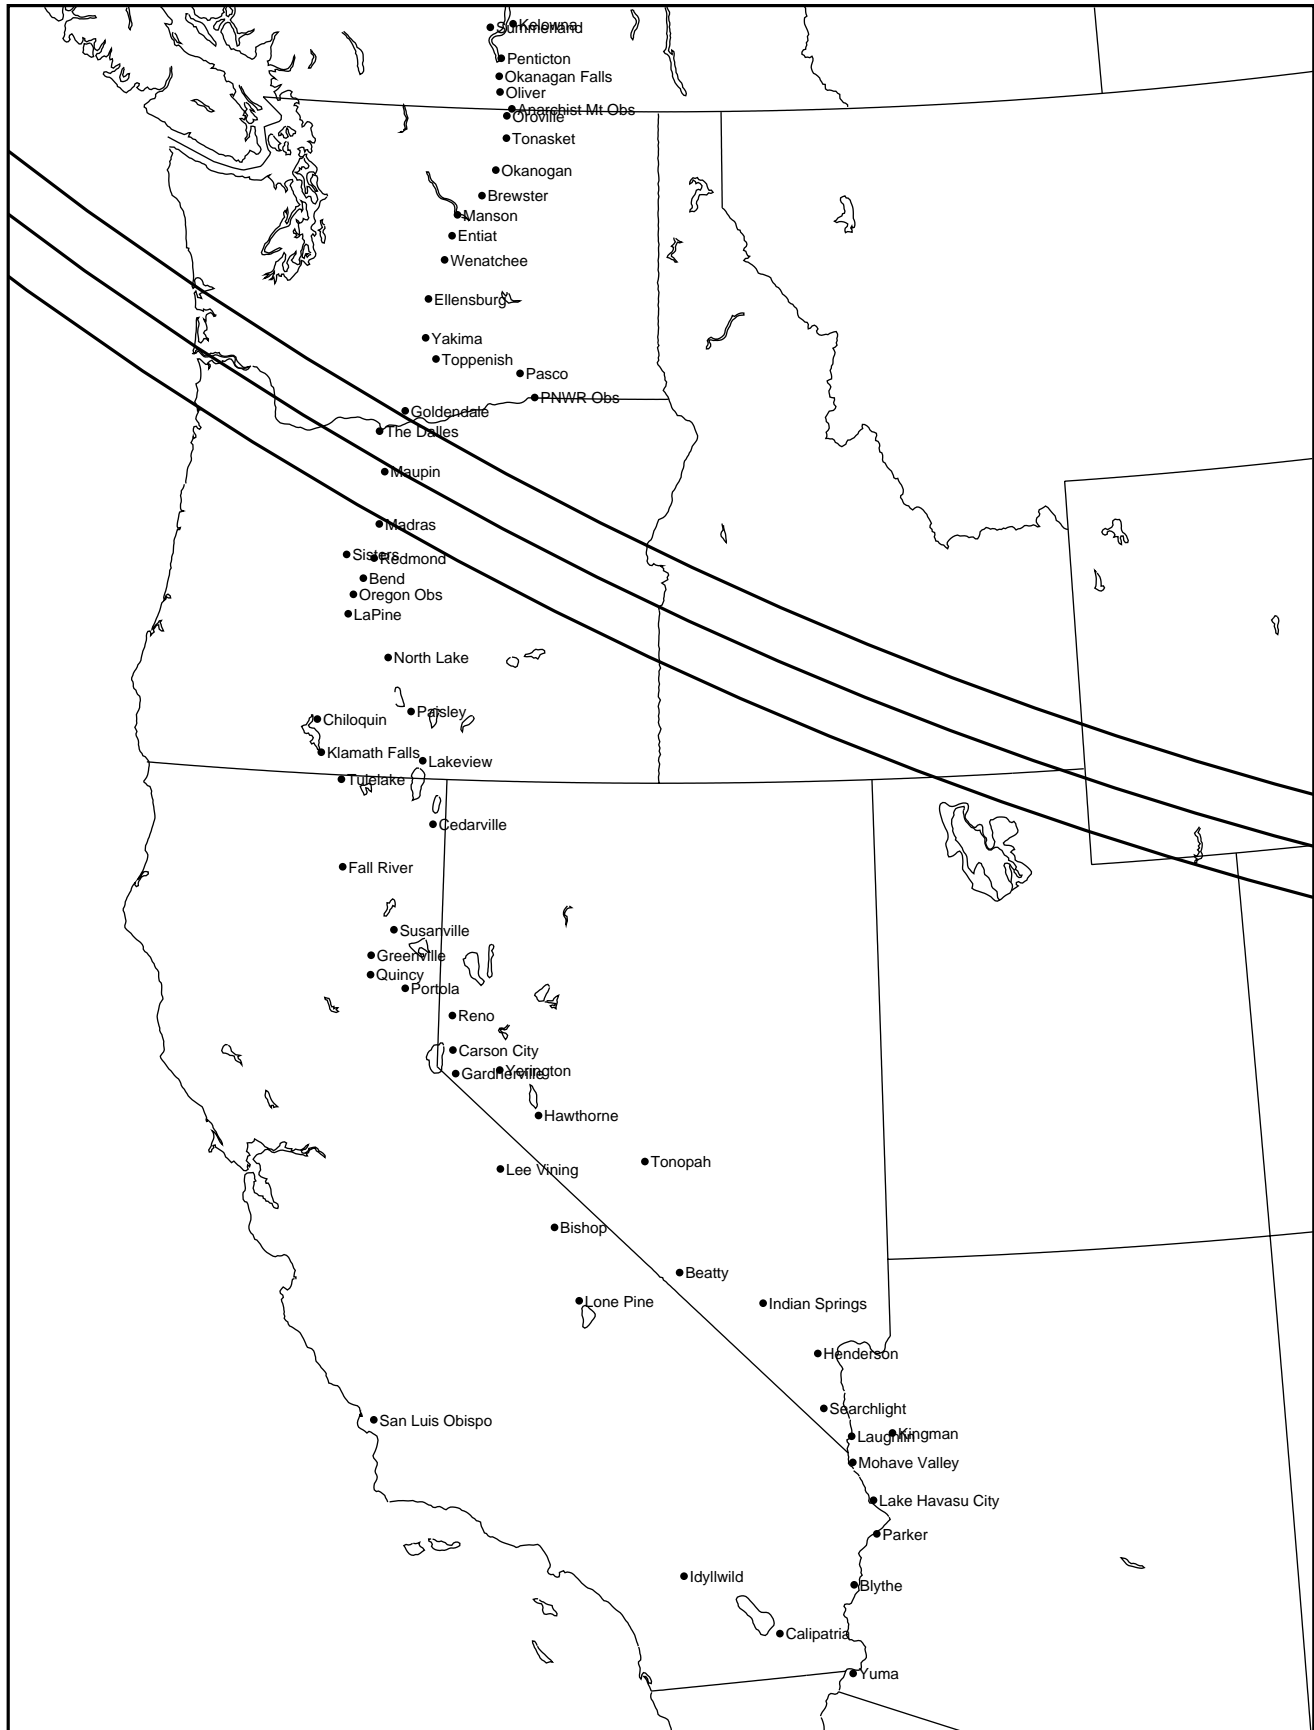 Kelowna
Summerland
Penticton
Okanagan Falls
Oliver
Anarchist Mt Obs
Oroville
Tonasket
Okanogan
Brewster
Manson
Entiat
Wenatchee
Ellensburg
Yakima
Toppenish
Pasco
PNWR Obs
Goldendale
The Dalles
Maupin
Madras
Sisters
Redmond
Bend
Oregon Obs
LaPine
North Lake
Paisley
Chiloquin
Klamath Falls
Lakeview
Tulelake
Cedarville
Fall River
Susanville
Greenville
Quincy
Portola
Reno
Carson City
Yerington
Gardnerville
Hawthorne
Tonopah
Lee Vining
Bishop
Beatty
Lone Pine
Indian Springs
Henderson
Searchlight
San Luis Obispo
Kingman
Laughlin
Mohave Valley
Lake Havasu City
Parker
Idyllwild
Blythe
Calipatria
Yuma